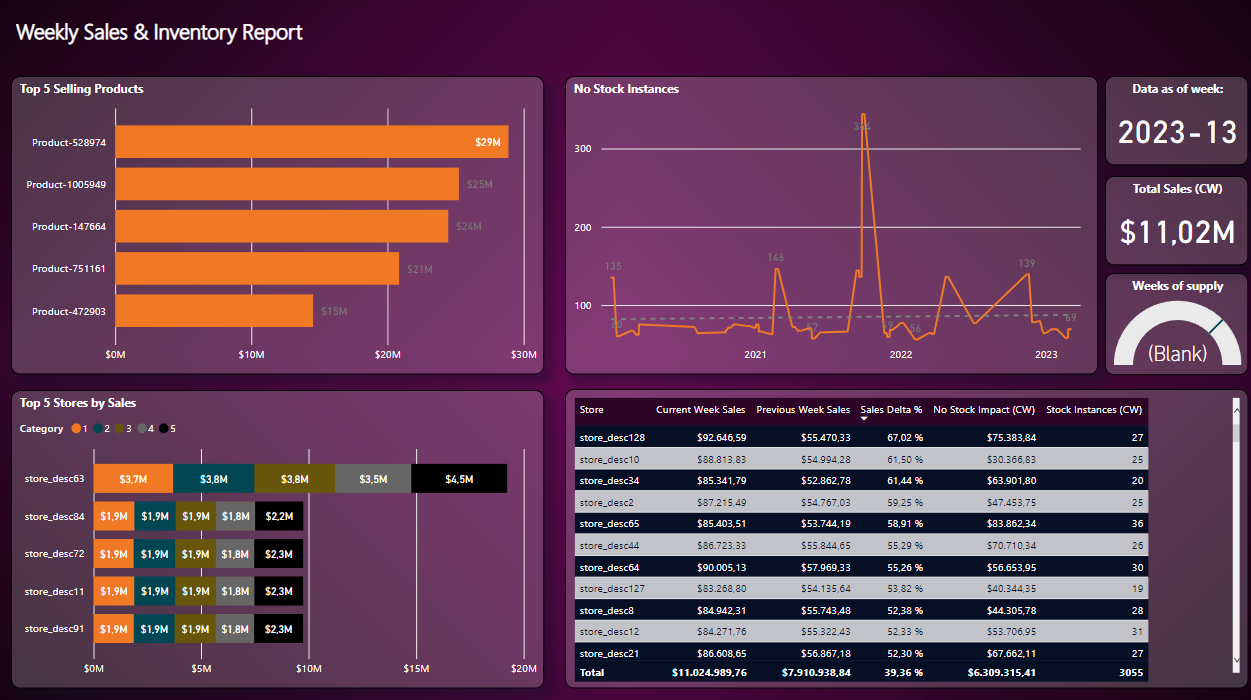 Weekly Sales & Inventory Report
Top 5 Selling Products
Product-528974 $29M
Product-1005949 $25M
Product-147664 $24M
Product-751161 $21M
Product-472903 $15M
$0M $10M $20M $30M
No Stock Instances
300
200
100
135
146
139
57
56
69
2021 2022 2023
Data as of week:
2023-13
Total Sales (CW)
$11,02M
Weeks of supply
(Blank)
Top 5 Stores by Sales
Category 1 2 3 4 5
store_desc63 $3,7M $3,8M $3,8M $3,5M $4,5M
store_desc84 $1,9M $1,9M $1,9M $1,8M $2,2M
store_desc72 $1,9M $1,9M $1,9M $1,8M $2,3M
store_desc11 $1,9M $1,9M $1,9M $1,8M $2,3M
store_desc91 $1,9M $1,9M $1,9M $1,8M $2,3M
$0M $5M $10M $15M $20M
Store Current Week Sales Previous Week Sales Sales Delta % No Stock Impact (CW) Stock Instances (CW)
store_desc128 $92.646,59 $55.470,33 67,02 % $75.383,84 27
store_desc10 $88.813,83 $54.994,28 61,50 % $30.366,83 25
store_desc34 $85.341,79 $52.862,78 61,44 % $63.901,80 20
store_desc2 $87.215,49 $54.767,03 59,25 % $47.453,75 25
store_desc65 $85.403,51 $53.744,19 58,91 % $83.862,34 36
store_desc44 $86.723,33 $55.844,65 55,29 % $70.710,34 26
store_desc64 $90.005,13 $57.969,33 55,26 % $56.653,95 30
store_desc127 $83.268,80 $54.135,64 53,82 % $40.344,35 19
store_desc8 $84.942,31 $55.743,48 52,38 % $44.305,78 28
store_desc12 $84.271,76 $55.322,43 52,33 % $53.706,95 31
store_desc21 $86.608,65 $56.867,18 52,30 % $67.662,11 27
Total $11.024.989,76 $7.910.938,84 39,36 % $6.309.315,41 3055